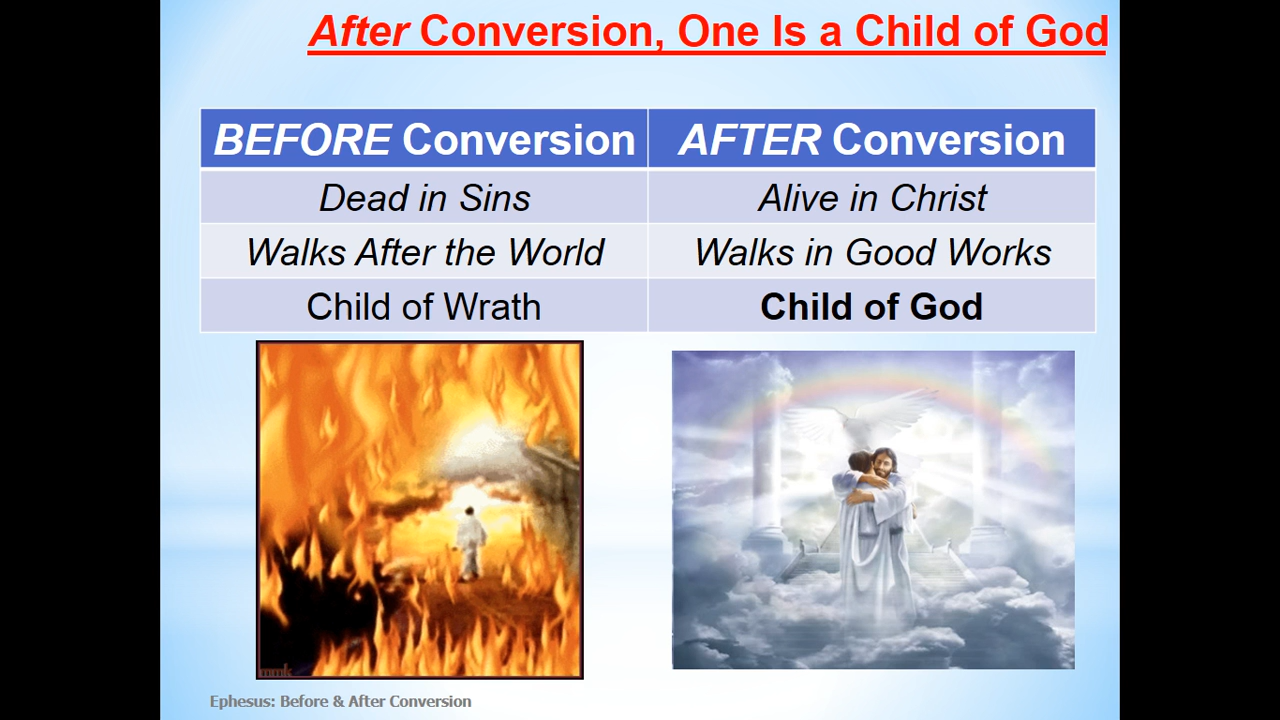 After Conversion, One Is a Child of God
BEFORE Conversion
AFTER Conversion
Dead in Sins
Alive in Christ
Walks After the World
Walks in Good Works
Child of Wrath
Child of God
Ephesus: Before & After Conversion